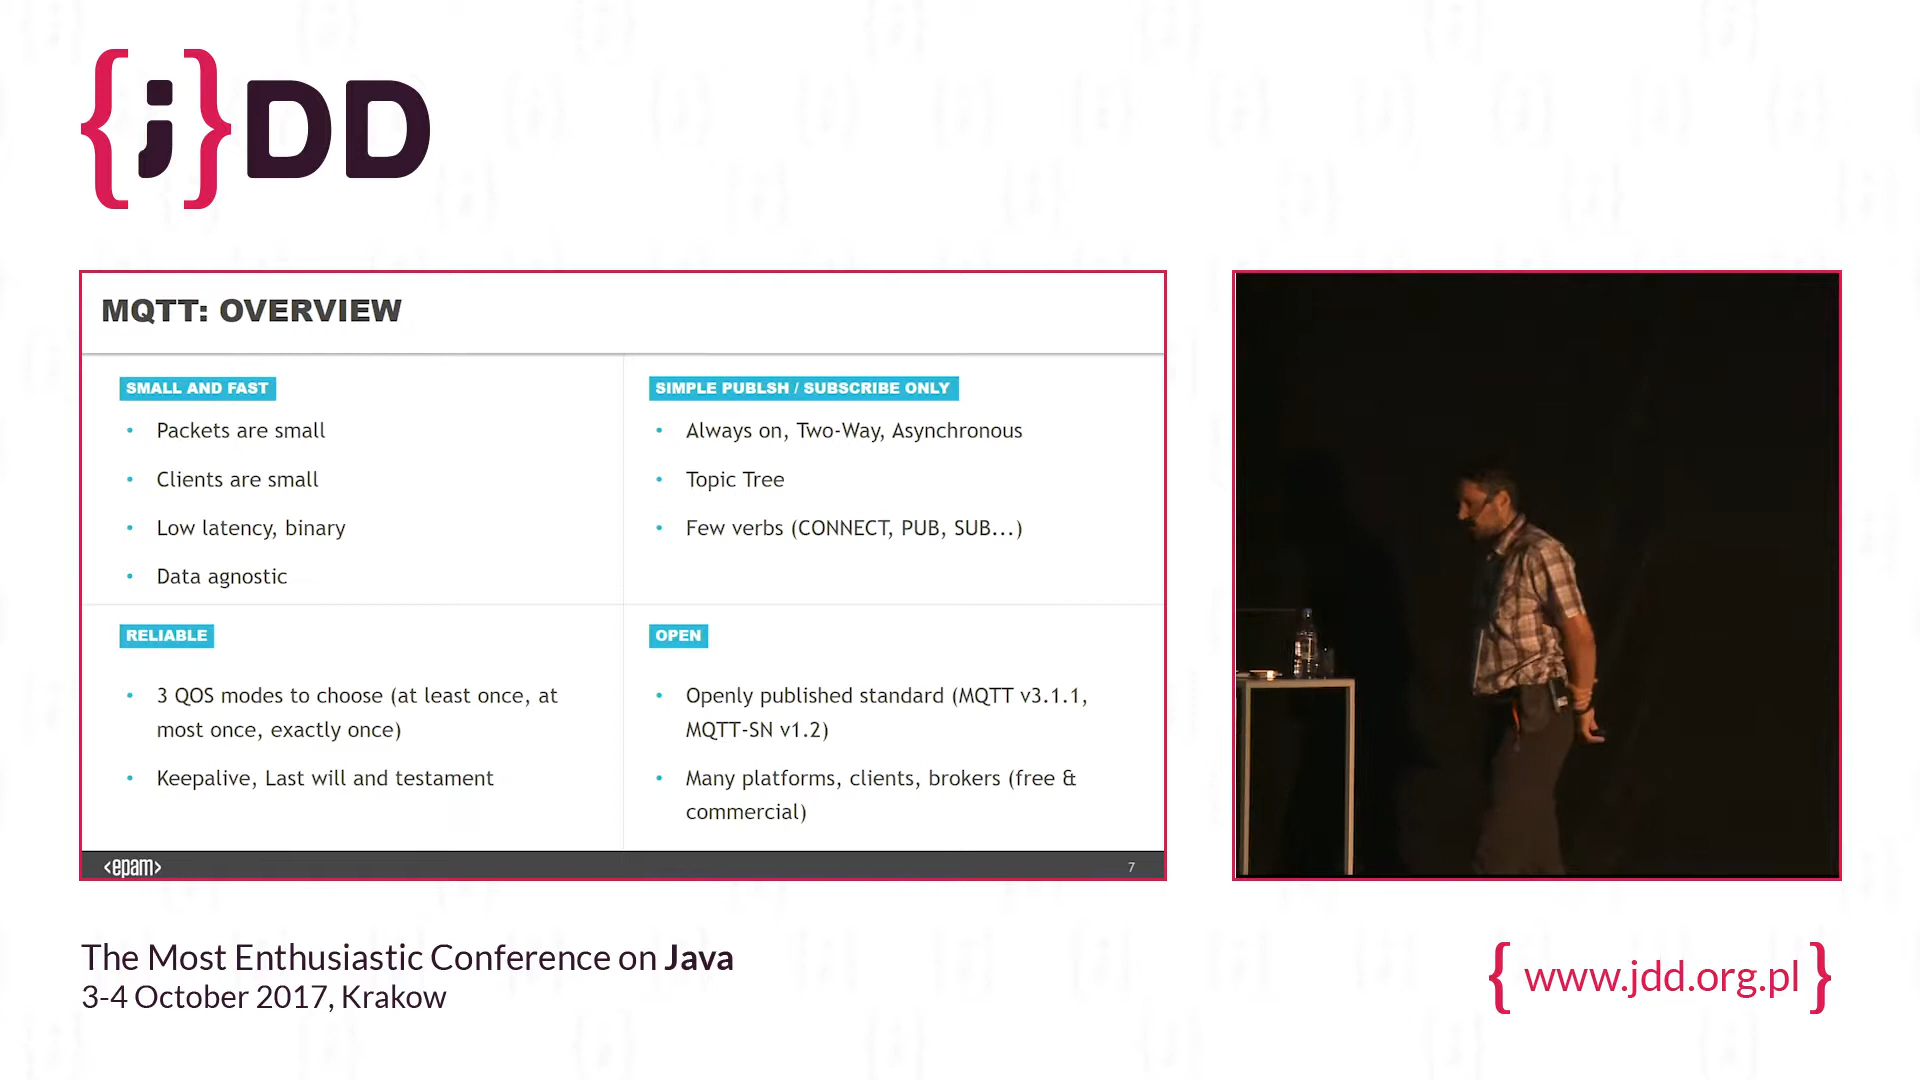 {;}DD
MQTT: OVERVIEW
SMALL AND FAST
• Packets are small
• Clients are small
• Low latency, binary
• Data agnostic
SIMPLE PUBLSH / SUBSCRIBE ONLY
• Always on, Two-Way, Asynchronous
• Topic Tree
• Few verbs (CONNECT, PUB, SUB...)
RELIABLE
• 3 QOS modes to choose (at least once, at
most once, exactly once)
• Keepalive, Last will and testament
OPEN
• Openly published standard (MQTT v3.1.1,
MQTT-SN v1.2)
• Many platforms, clients, brokers (free &
commercial)
<epam>
7
The Most Enthusiastic Conference on Java
3-4 October 2017, Krakow
{ www.jdd.org.pl }